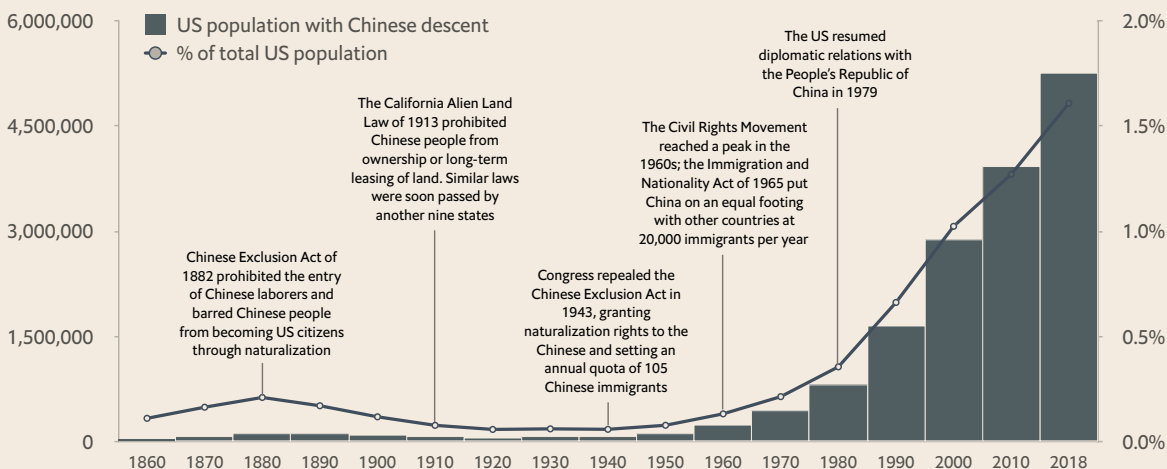 6,000,000
4,500,000
3,000,000
1,500,000
0
US population with Chinese descent
% of total US population
Chinese Exclusion Act of
1882 prohibited the entry
of Chinese laborers and
barred Chinese people
from becoming US citizens
through naturalization
The California Alien Land
Law of 1913 prohibited
Chinese people from
ownership or long-term
leasing of land. Similar laws
were soon passed by
another nine states
Congress repealed the
Chinese Exclusion Act in
1943, granting
naturalization rights to the
Chinese and setting an
annual quota of 105
Chinese immigrants
The Civil Rights Movement
reached a peak in the
1960s; the Immigration and
Nationality Act of 1965 put
China on an equal footing
with other countries at
20,000 immigrants per year
The US resumed
diplomatic relations with
the People's Republic of
China in 1979
2.0%
1.5%
1.0%
0.5%
0.0%
1860 1870 1880 1890 1900 1910 1920 1930 1940 1950 1960 1970 1980 1990 2000 2010 2018